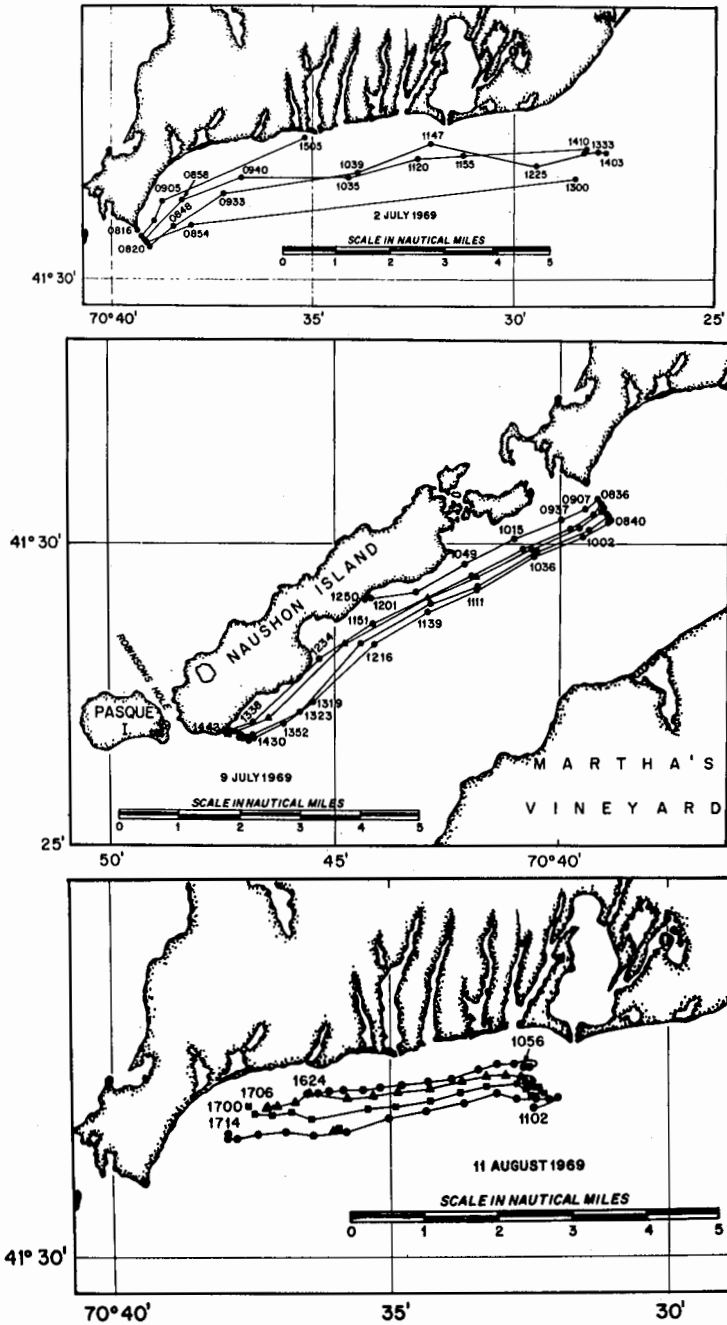 1505
1147
1410
1333
0858
0940
1039
1120
1155
1403
0905
1035
1225
0933
1300
0816
0848
0820
0854
2 JULY 1969
SCALE IN NAUTICAL MILES
0 1 2 3 4 5
41° 30'
70° 40' 35' 30' 25'
0907 0836
0937
0840
1015
41° 30'
1002
1049
1036
NAUSHON ISLAND
1250 1201
1111
1151
1139
1234
1216
ROBINSONS HOLE
PASQUE
I.
1338
1319
1323
1442
1352
1430
9 JULY 1969
MARTHA'S
VINEYARD
SCALE IN NAUTICAL MILES
0 1 2 3 4 5
25'
50' 45' 70° 40'
1056
1624
1706
1700
1714
1102
11 AUGUST 1969
SCALE IN NAUTICAL MILES
0 1 2 3 4 5
41° 30'
70° 40' 35' 30'